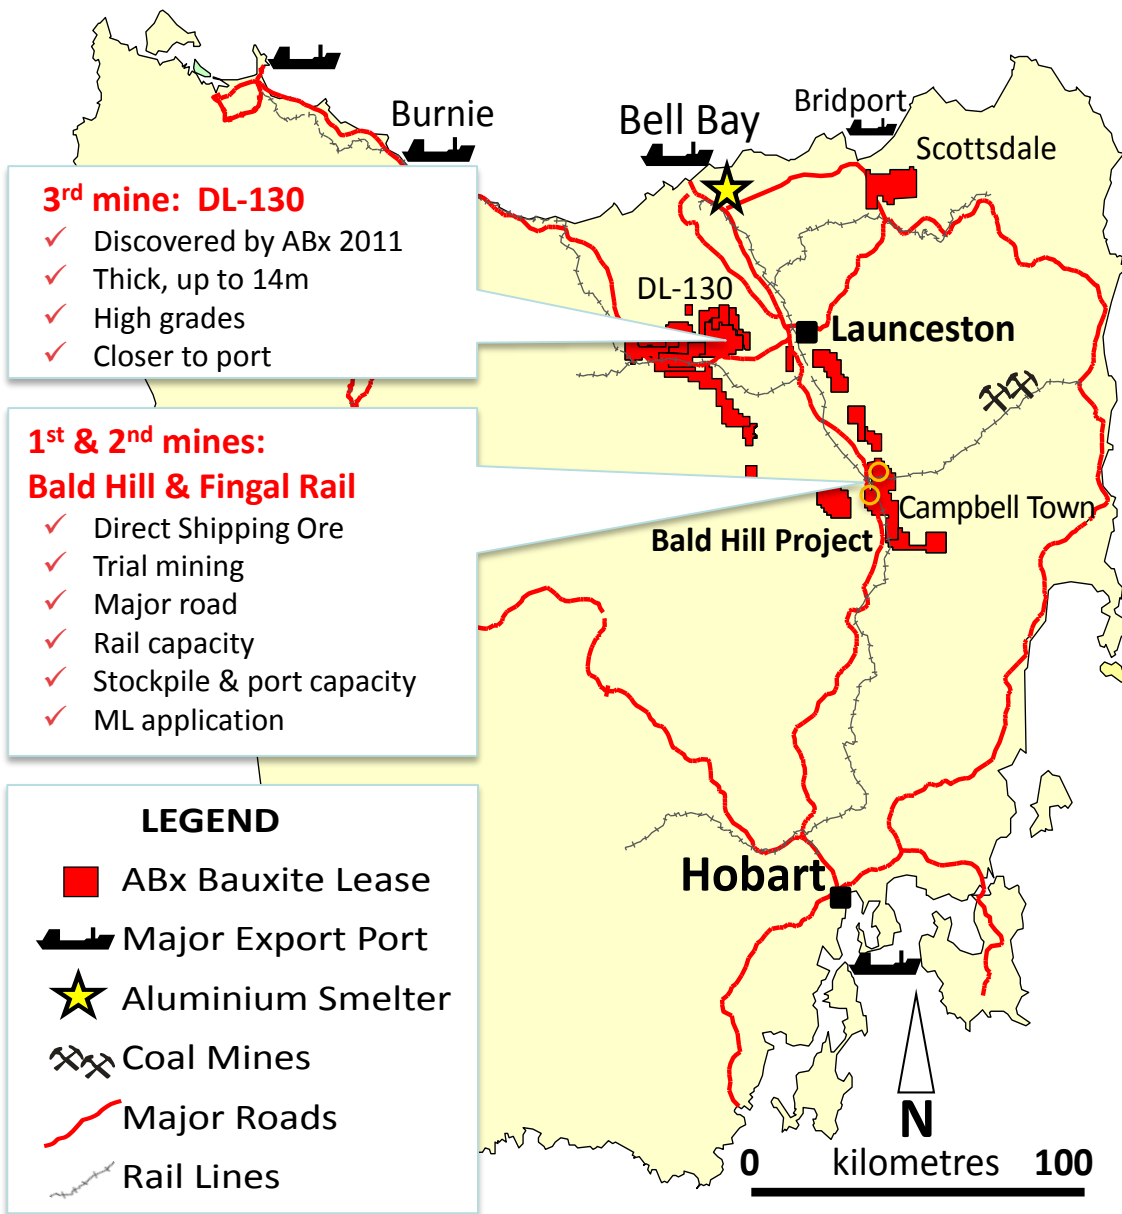 Burnie
Bell Bay
Bridport
Scottsdale
3rd mine: DL-130
✓ Discovered by ABx 2011
✓ Thick, up to 14m
✓ High grades
✓ Closer to port
DL-130
Launceston
1st & 2nd mines:
Bald Hill & Fingal Rail
✓ Direct Shipping Ore
✓ Trial mining
✓ Major road
✓ Rail capacity
✓ Stockpile & port capacity
✓ ML application
Campbell Town
Bald Hill Project
Hobart
LEGEND
ABx Bauxite Lease
Major Export Port
Aluminium Smelter
Coal Mines
Major Roads
Rail Lines
N
0 kilometres 100